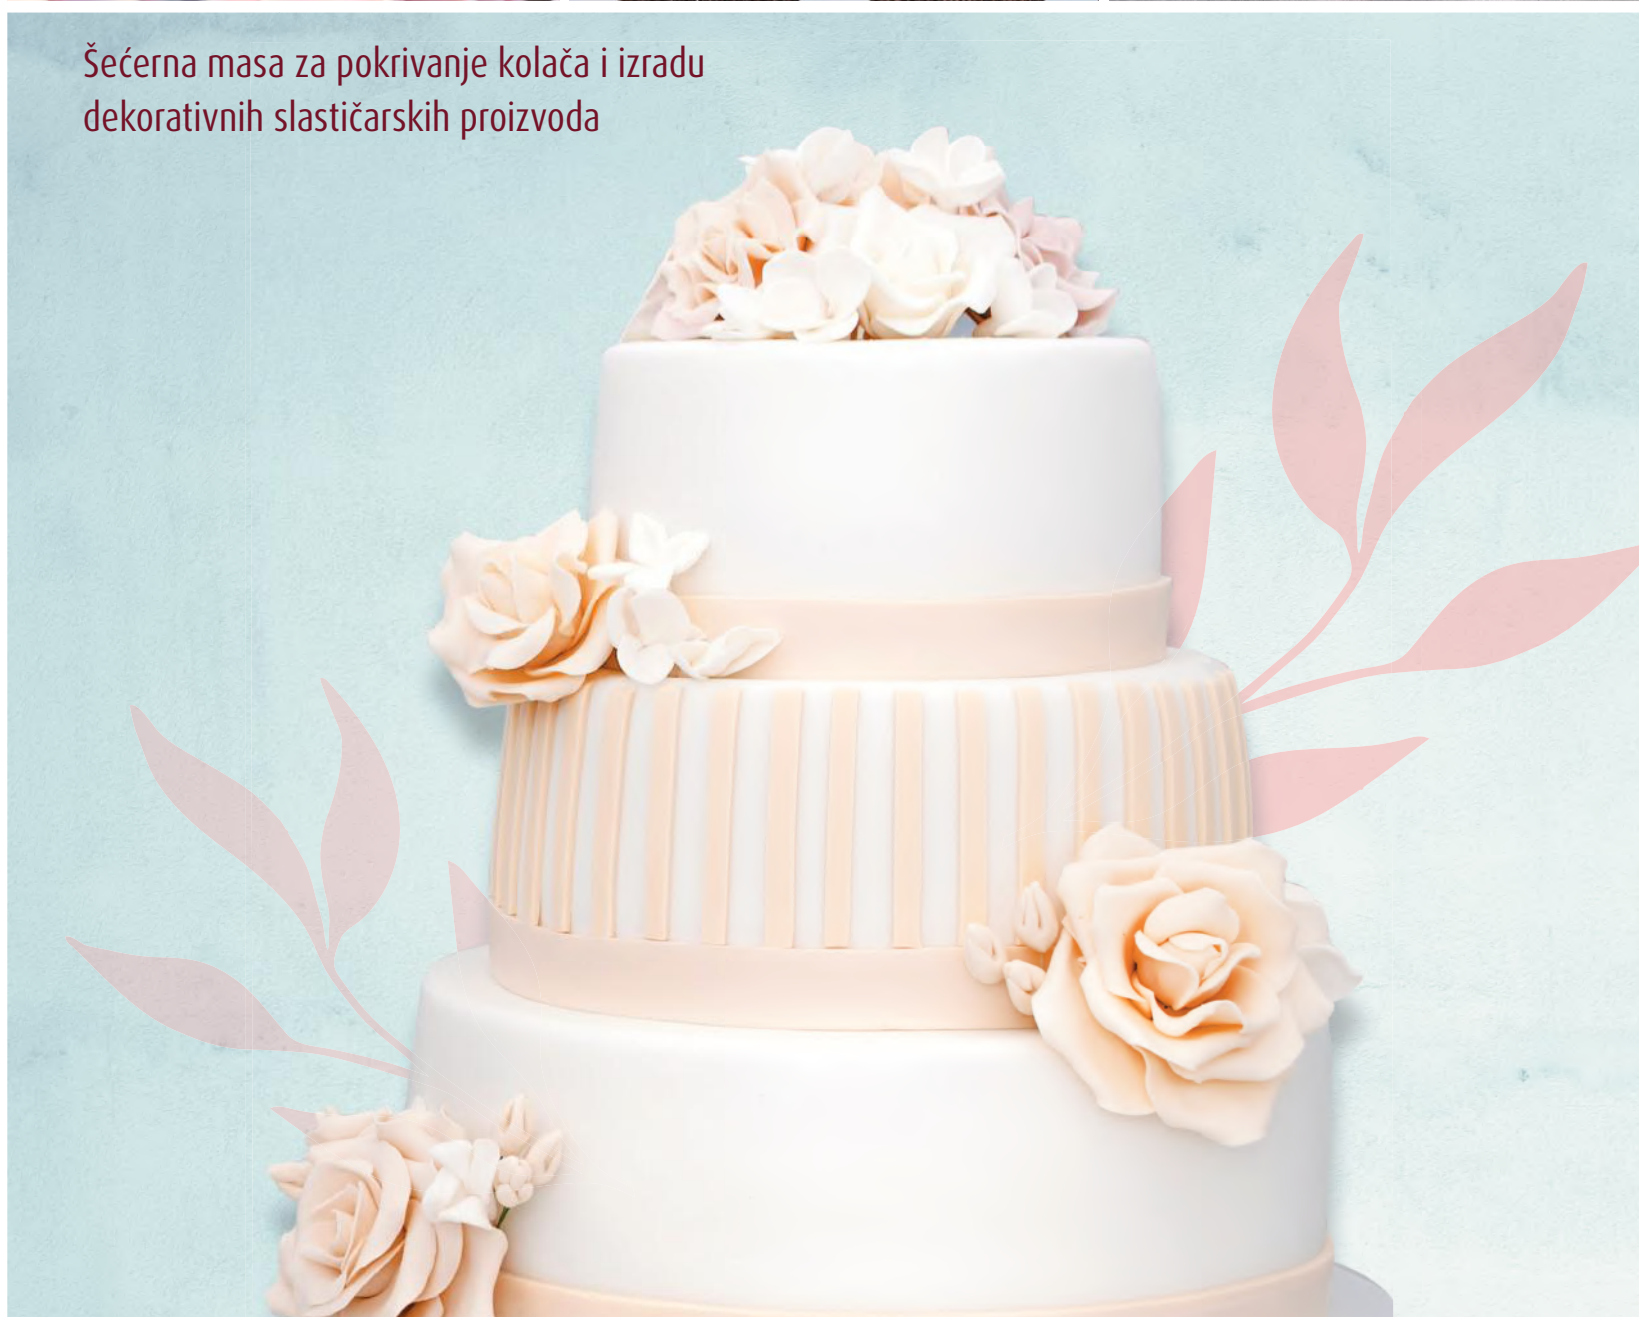 Šećerna masa za pokrivanje kolača i izradu
dekorativnih slastičarskih proizvoda